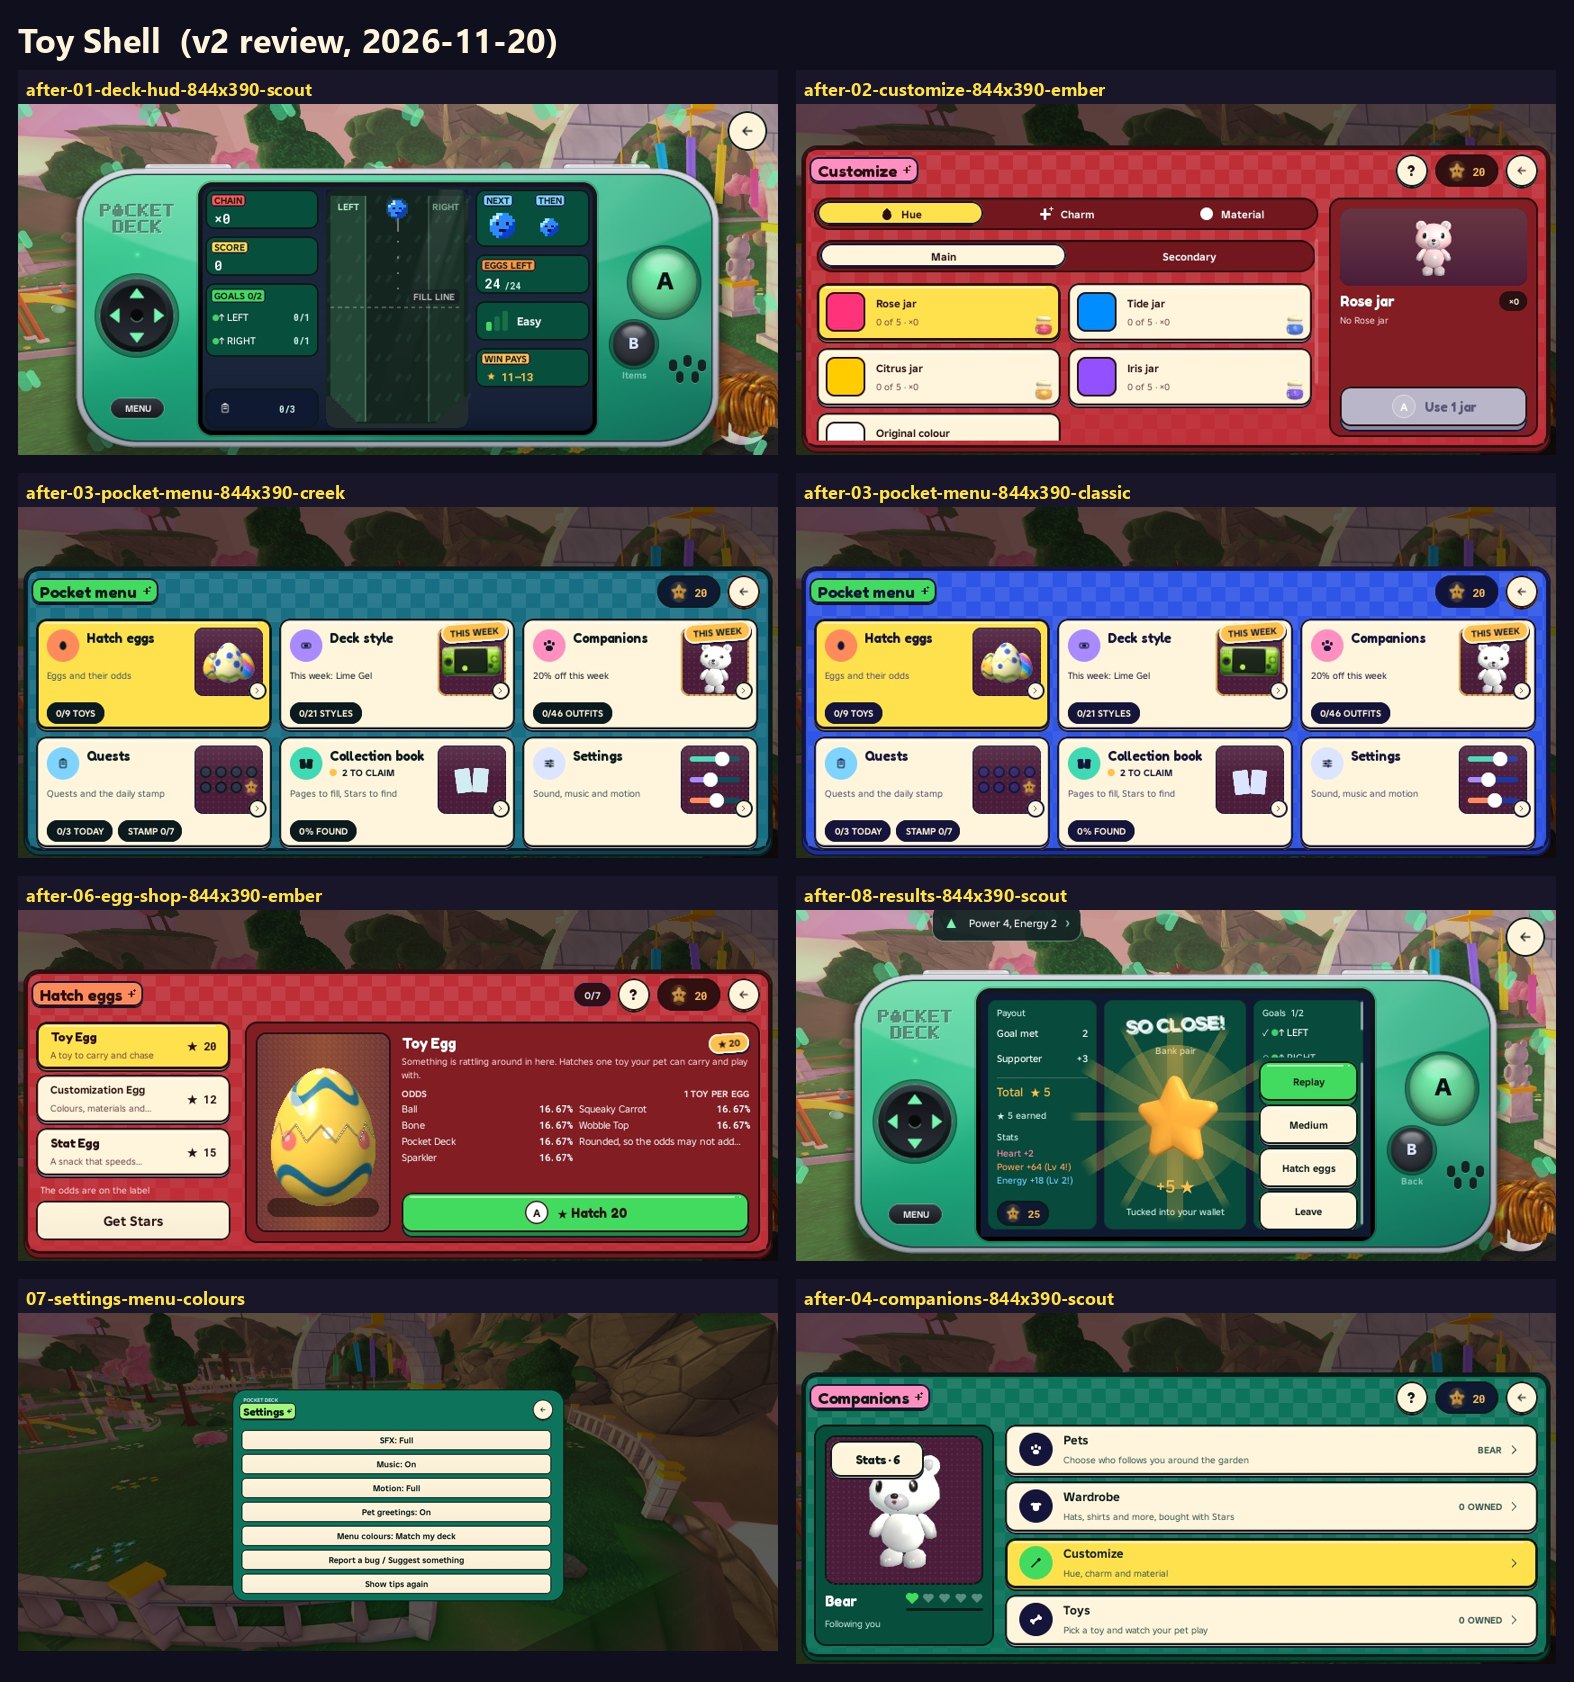 Toy Shell (v2 review, 2026-11-20)
after-01-deck-hud-844x390-scout
POCKET DECK
CHAIN
×0
SCORE
0
GOALS 0/2
LEFT 0/1
RIGHT 0/1
0/3
LEFT
RIGHT
FILL LINE
NEXT
THEN
EGGS LEFT
24 /24
Easy
WIN PAYS
★ 11–13
A
B
Items
MENU
after-02-customize-844x390-ember
Customize
?
20
Hue
Charm
Material
Main
Secondary
Rose jar
0 of 5 · ×0
Tide jar
0 of 5 · ×0
Citrus jar
0 of 5 · ×0
Iris jar
0 of 5 · ×0
Original colour
Rose jar
×0
No Rose jar
A Use 1 jar
after-03-pocket-menu-844x390-creek
Pocket menu
20
Hatch eggs
Eggs and their odds
0/9 TOYS
Deck style
THIS WEEK
This week: Lime Gel
0/21 STYLES
Companions
THIS WEEK
20% off this week
0/46 OUTFITS
Quests
Quests and the daily stamp
0/3 TODAY
STAMP 0/7
Collection book
2 TO CLAIM
Pages to fill, Stars to find
0% FOUND
Settings
Sound, music and motion
after-03-pocket-menu-844x390-classic
Pocket menu
20
Hatch eggs
Eggs and their odds
0/9 TOYS
Deck style
THIS WEEK
This week: Lime Gel
0/21 STYLES
Companions
THIS WEEK
20% off this week
0/46 OUTFITS
Quests
Quests and the daily stamp
0/3 TODAY
STAMP 0/7
Collection book
2 TO CLAIM
Pages to fill, Stars to find
0% FOUND
Settings
Sound, music and motion
after-06-egg-shop-844x390-ember
Hatch eggs
0/7
?
20
Toy Egg
A toy to carry and chase
★ 20
Customization Egg
Colours, materials and...
★ 12
Stat Egg
A snack that speeds...
★ 15
The odds are on the label
Get Stars
Toy Egg
★ 20
Something is rattling around in here. Hatches one toy your pet can carry and play
with.
ODDS
1 TOY PER EGG
Ball 16.67% Squeaky Carrot 16.67%
Bone 16.67% Wobble Top 16.67%
Pocket Deck 16.67% Rounded, so the odds may not add...
Sparkler 16.67%
A ★ Hatch 20
after-08-results-844x390-scout
Power 4, Energy 2
POCKET DECK
Payout
Goal met 2
Supporter +3
Total ★ 5
★ 5 earned
Stats
Heart +2
Power +64 (Lv 4!)
Energy +18 (Lv 2!)
25
SO CLOSE!
Bank pair
+5 ★
Tucked into your wallet
Goals 1/2
✓ LEFT
RIGHT
Replay
Medium
Hatch eggs
Leave
A
B
Back
MENU
07-settings-menu-colours
POCKET DECK
Settings
SFX: Full
Music: On
Motion: Full
Pet greetings: On
Menu colours: Match my deck
Report a bug / Suggest something
Show tips again
after-04-companions-844x390-scout
Companions
?
20
Stats · 6
Bear
Following you
Pets
Choose who follows you around the garden
BEAR
Wardrobe
Hats, shirts and more, bought with Stars
0 OWNED
Customize
Hue, charm and material
Toys
Pick a toy and watch your pet play
0 OWNED